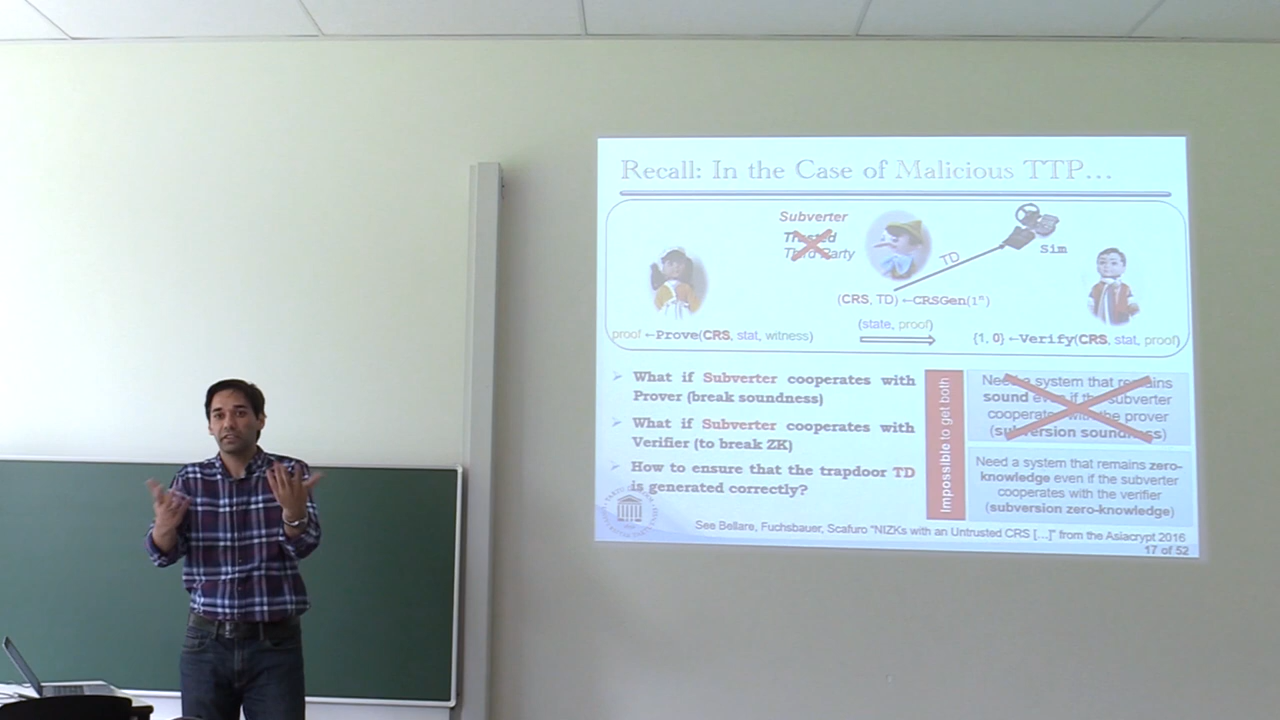 Recall: In the Case of Malicious TTP...
Subverter
Trusted
Third Party
TD
Sim
(CRS, TD) ←CRSGen(1ⁿ)
(state, proof)
proof ←Prove(CRS, stat, witness)
{1, 0} ←Verify(CRS, stat, proof)
➢ What if Subverter cooperates with
Prover (break soundness)
➢ What if Subverter cooperates with
Verifier (to break ZK)
➢ How to ensure that the trapdoor TD
is generated correctly?
Impossible to get both
Need a system that remains
sound even if the subverter
cooperates with the prover
(subversion soundness)
Need a system that remains zero-
knowledge even if the subverter
cooperates with the verifier
(subversion zero-knowledge)
See Bellare, Fuchsbauer, Scafuro "NIZKs with an Untrusted CRS [...]" from the Asiacrypt 2016
17 of 52